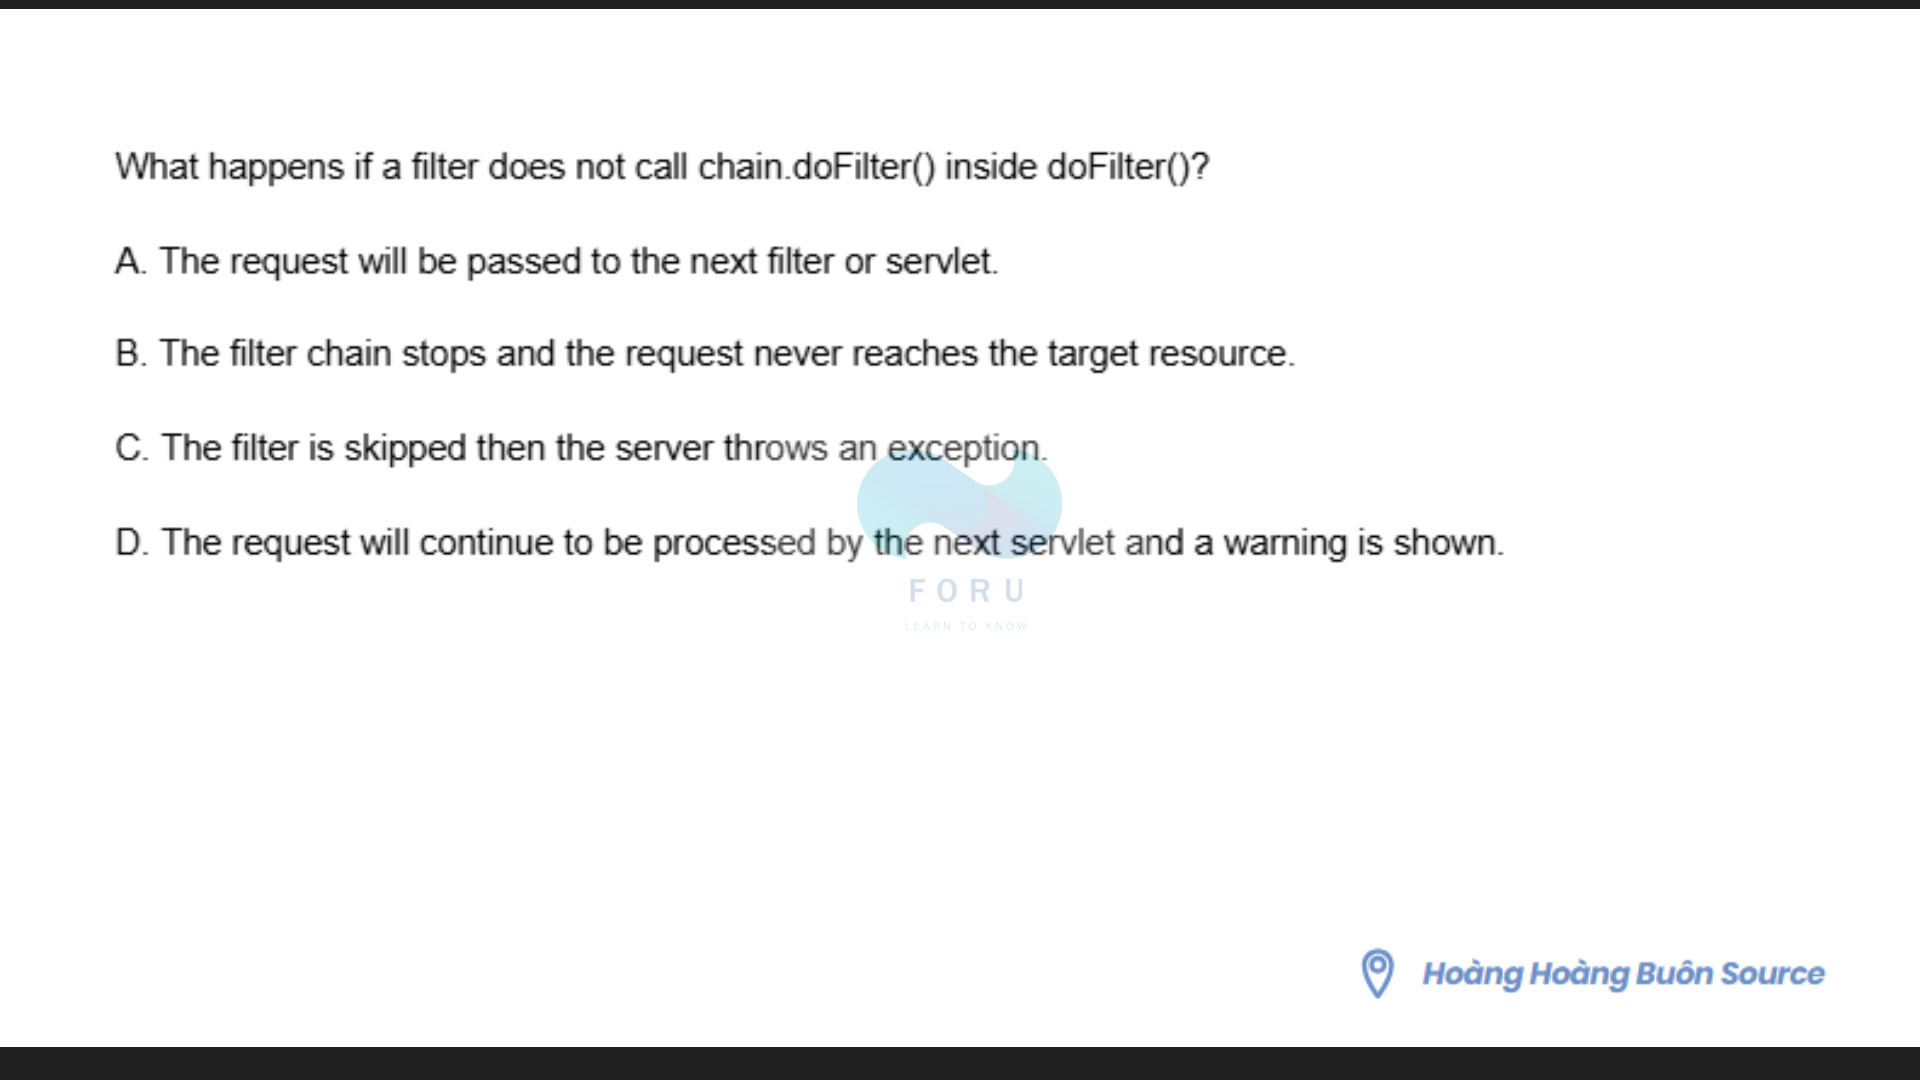 What happens if a filter does not call chain.doFilter() inside doFilter()?
A. The request will be passed to the next filter or servlet.
B. The filter chain stops and the request never reaches the target resource.
C. The filter is skipped then the server throws an exception.
D. The request will continue to be processed by the next servlet and a warning is shown.
FORU
LEARN TO KNOW
Hoàng Hoàng Buôn Source